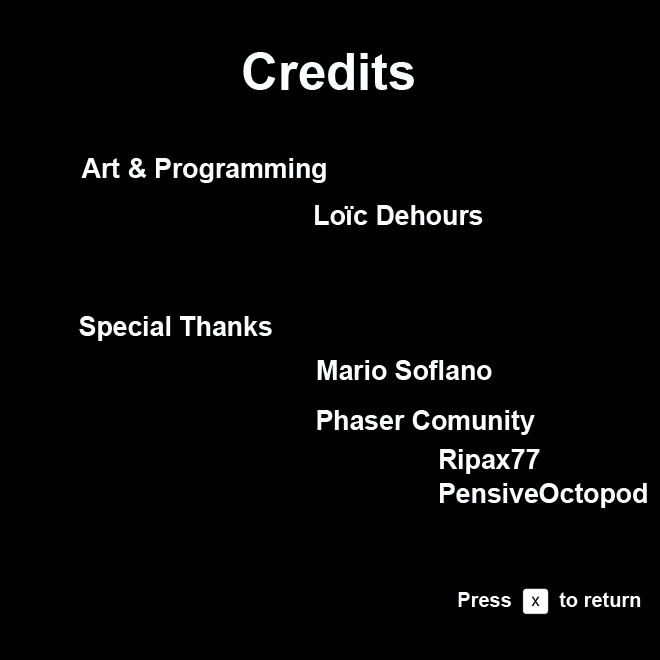 Credits
Art & Programming
Loïc Dehours
Special Thanks
Mario Soflano
Phaser Comunity
Ripax77
PensiveOctopod
Press x to return